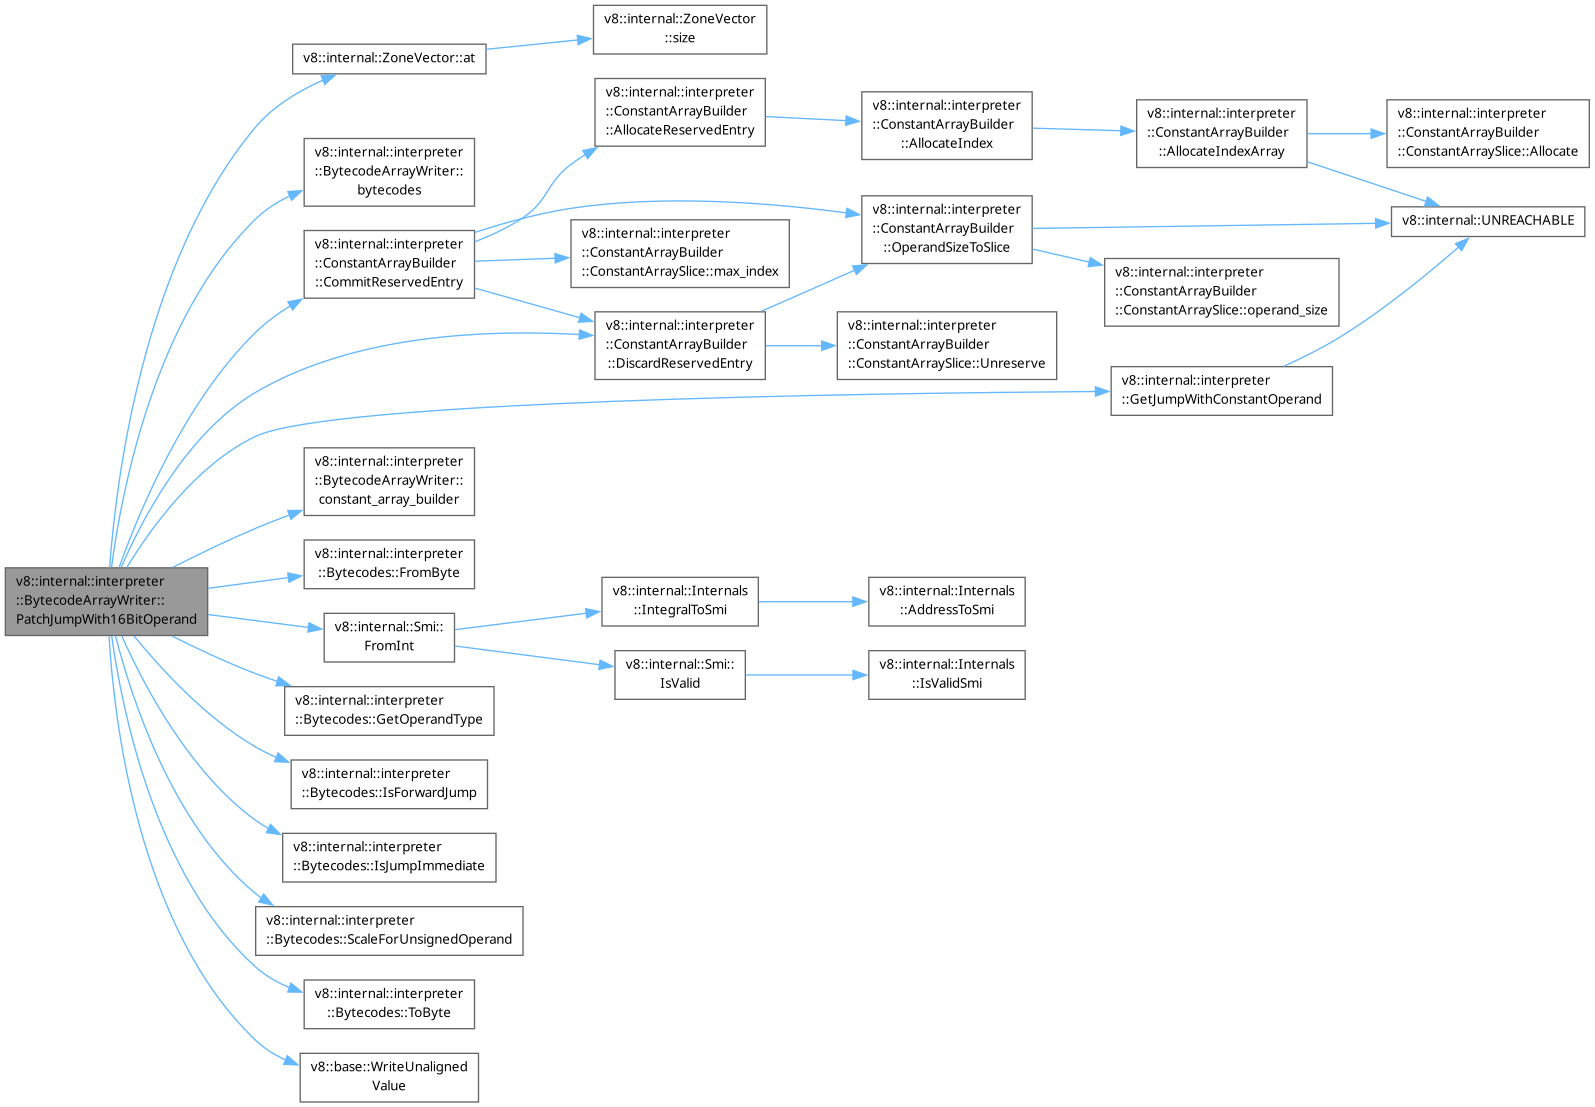 v8::internal::ZoneVector
::size
v8::internal::ZoneVector::at
v8::internal::interpreter
::ConstantArrayBuilder
::AllocateReservedEntry
v8::internal::interpreter
::ConstantArrayBuilder
::AllocateIndex
v8::internal::interpreter
::ConstantArrayBuilder
::AllocateIndexArray
v8::internal::interpreter
::ConstantArrayBuilder
::ConstantArraySlice::Allocate
v8::internal::interpreter
::BytecodeArrayWriter::
bytecodes
v8::internal::interpreter
::ConstantArrayBuilder
::OperandSizeToSlice
v8::internal::UNREACHABLE
v8::internal::interpreter
::ConstantArrayBuilder
::CommitReservedEntry
v8::internal::interpreter
::ConstantArrayBuilder
::ConstantArraySlice::max_index
v8::internal::interpreter
::ConstantArrayBuilder
::ConstantArraySlice::operand_size
v8::internal::interpreter
::ConstantArrayBuilder
::DiscardReservedEntry
v8::internal::interpreter
::ConstantArrayBuilder
::ConstantArraySlice::Unreserve
v8::internal::interpreter
::GetJumpWithConstantOperand
v8::internal::interpreter
::BytecodeArrayWriter::
constant_array_builder
v8::internal::interpreter
::Bytecodes::FromByte
v8::internal::interpreter
::BytecodeArrayWriter::
PatchJumpWith16BitOperand
v8::internal::Smi::
FromInt
v8::internal::Internals
::IntegralToSmi
v8::internal::Internals
::AddressToSmi
v8::internal::Smi::
IsValid
v8::internal::Internals
::IsValidSmi
v8::internal::interpreter
::Bytecodes::GetOperandType
v8::internal::interpreter
::Bytecodes::IsForwardJump
v8::internal::interpreter
::Bytecodes::IsJumpImmediate
v8::internal::interpreter
::Bytecodes::ScaleForUnsignedOperand
v8::internal::interpreter
::Bytecodes::ToByte
v8::base::WriteUnaligned
Value